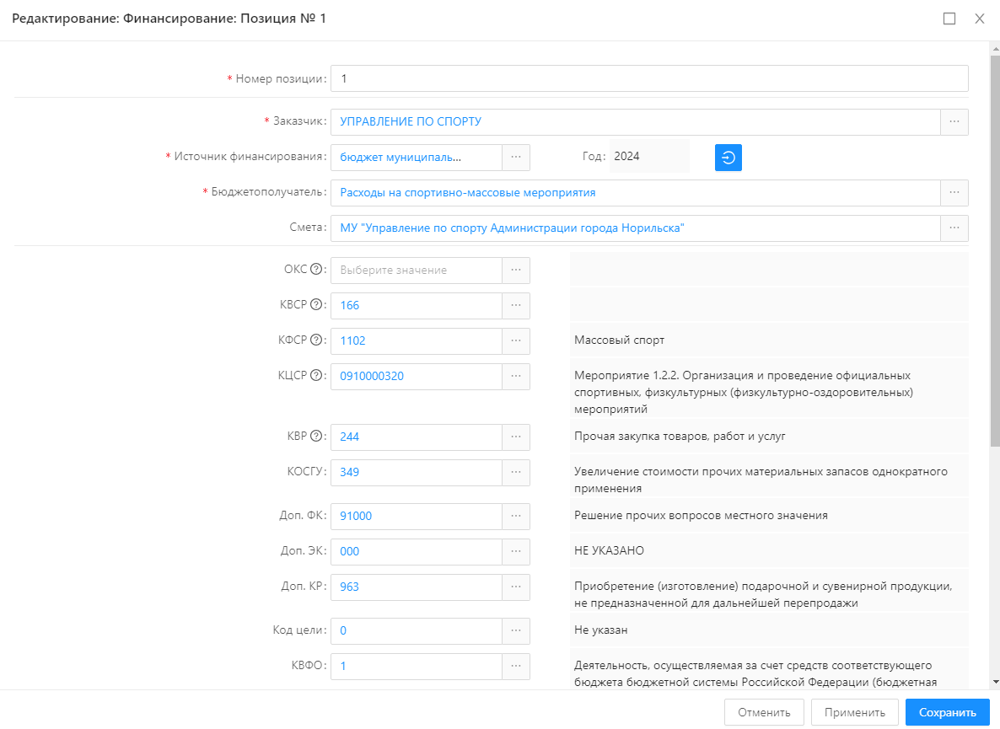 Редактирование: Финансирование: Позиция № 1
* Номер позиции: 1
* Заказчик: УПРАВЛЕНИЕ ПО СПОРТУ ...
* Источник финансирования: бюджет муниципаль... ... Год: 2024
* Бюджетополучатель: Расходы на спортивно-массовые мероприятия ...
Смета: МУ "Управление по спорту Администрации города Норильска" ...
ОКС ?: Выберите значение ...
КВСР ?: 166 ...
КФСР ?: 1102 ... Массовый спорт
КЦСР ?: 0910000320 ... Мероприятие 1.2.2. Организация и проведение официальных
спортивных, физкультурных (физкультурно-оздоровительных)
мероприятий
КВР ?: 244 ... Прочая закупка товаров, работ и услуг
КОСГУ: 349 ... Увеличение стоимости прочих материальных запасов однократного
применения
Доп. ФК: 91000 ... Решение прочих вопросов местного значения
Доп. ЭК: 000 ... НЕ УКАЗАНО
Доп. КР: 963 ... Приобретение (изготовление) подарочной и сувенирной продукции,
не предназначенной для дальнейшей перепродажи
Код цели: 0 ... Не указан
КВФО: 1 ... Деятельность, осуществляемая за счет средств соответствующего
бюджета бюджетной системы Российской Федерации (бюджетная
Отменить Применить Сохранить